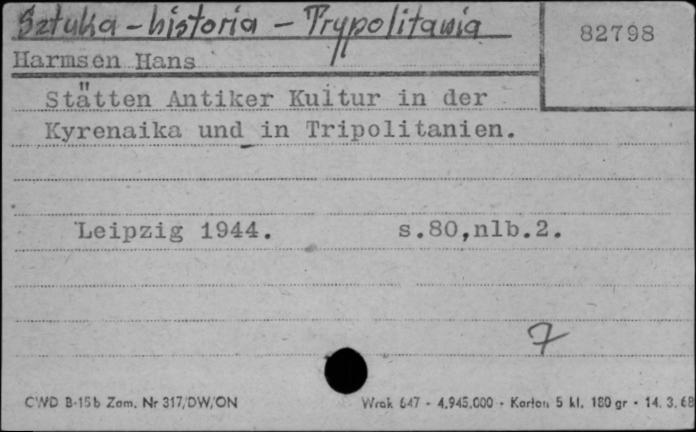 Sztuka - historia - Trypolitania
82798
Harmsen Hans
Stätten Antiker Kultur in der
Kyrenaika und in Tripolitanien.
Leipzig 1944. s.80,nlb.2.
7
CWD B-15b Zam. Nr 317/DW/ON
Wrak 647 - 4.945.000 - Karton 5 kl. 180 gr - 14.3.68